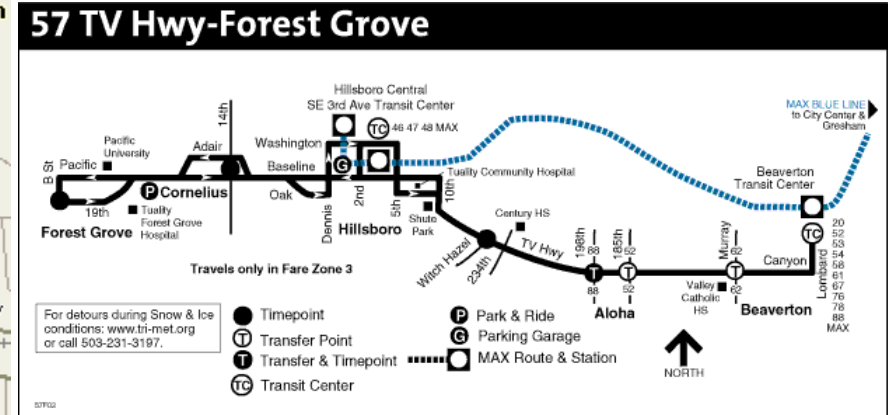 57 TV Hwy-Forest Grove
Hillsboro Central
SE 3rd Ave Transit Center
TC 46 47 48 MAX
MAX BLUE LINE
to City Center &
Gresham
14th
Pacific
University
Adair
Washington
Baseline
G
B St
Pacific
P Cornelius
Oak
2nd
5th
10th
Tuality Community Hospital
Beaverton
Transit Center
19th
Tuality
Forest Grove
Hospital
Forest Grove
Dennis
Hillsboro
Shute
Park
Century HS
TV Hwy
Witch Hazel
234th
198th
88
T
88
185th
52
T
52
Aloha
Murray
62
T
62
Canyon
Valley
Catholic
HS
Beaverton
TC
Lombard
20
52
53
54
58
61
67
76
78
88
MAX
Travels only in Fare Zone 3
For detours during Snow & Ice
conditions: www.tri-met.org
or call 503-231-3197.
Timepoint
T Transfer Point
T Transfer & Timepoint
TC Transit Center
P Park & Ride
G Parking Garage
MAX Route & Station
NORTH